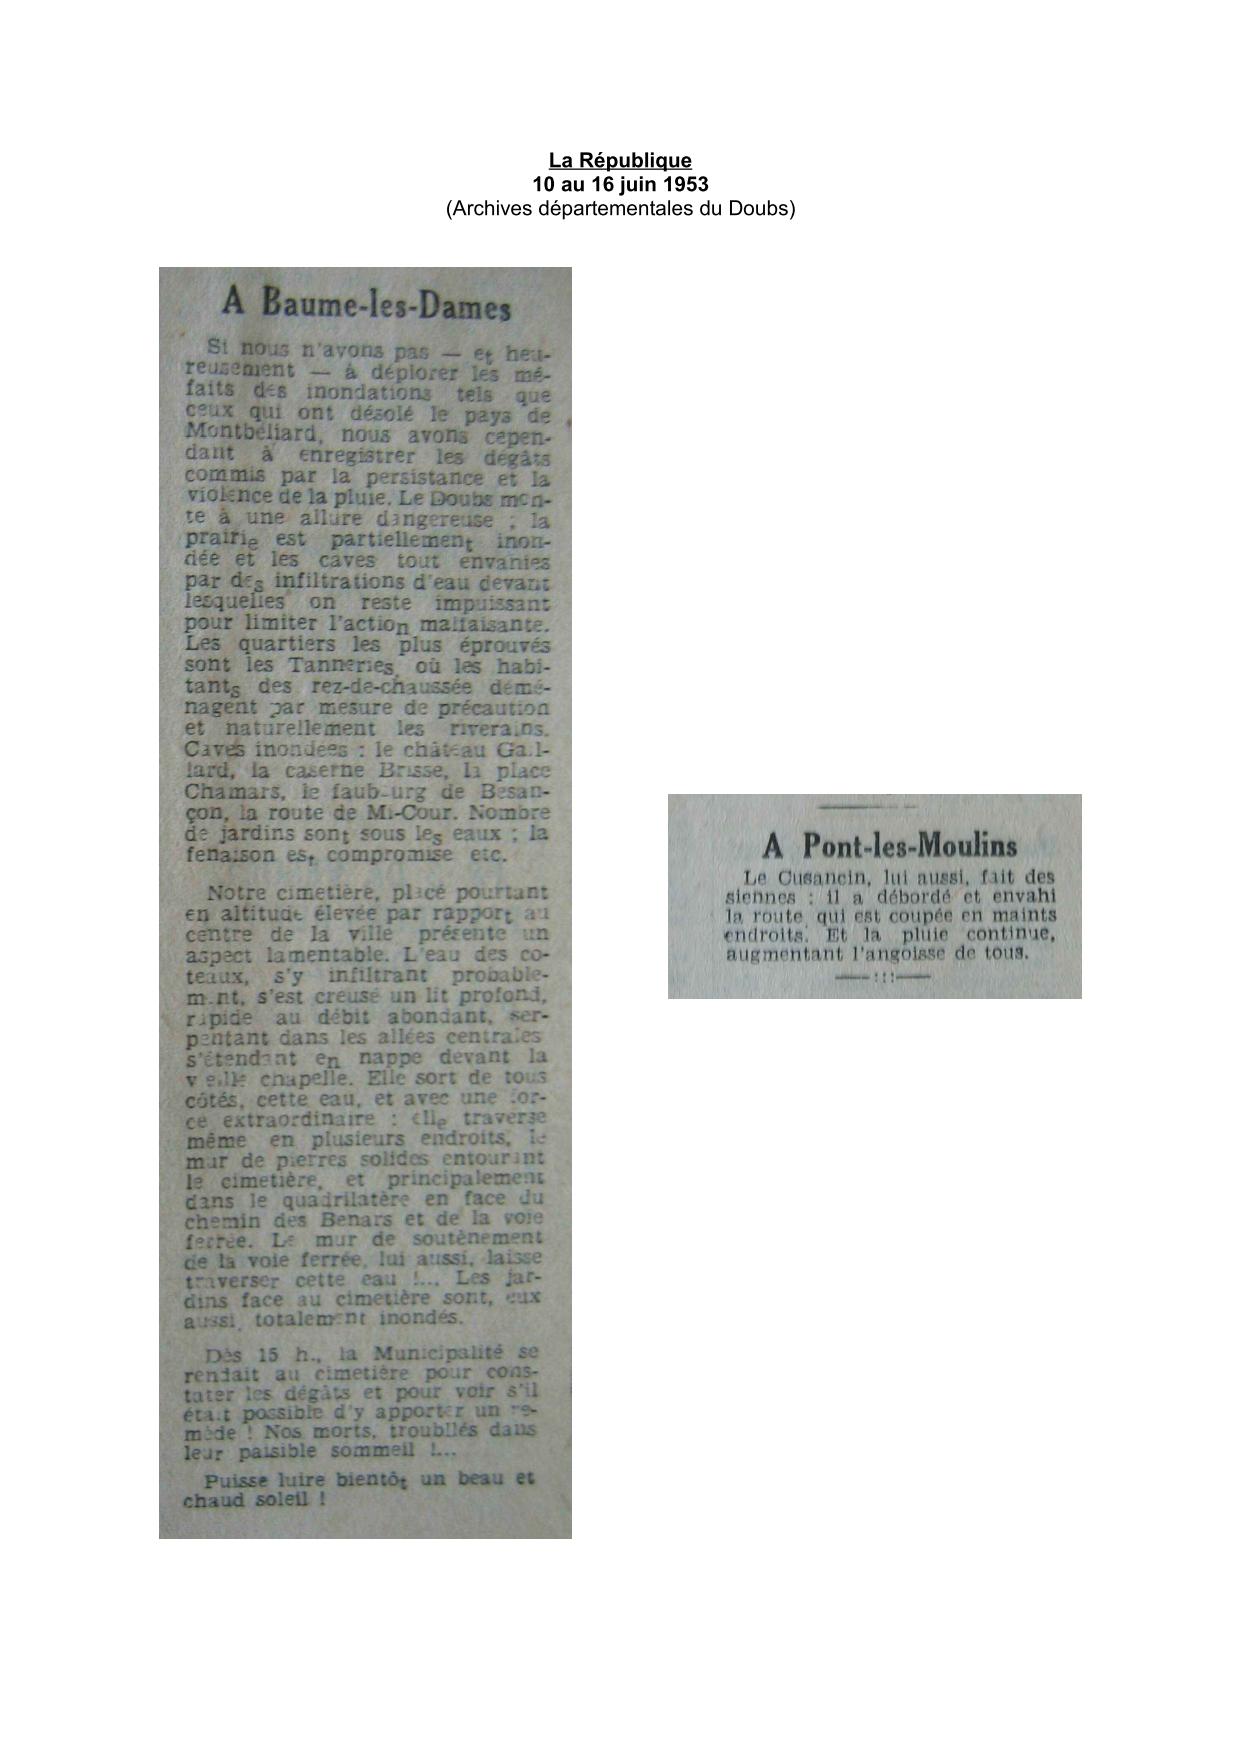 La République
10 au 16 juin 1953
(Archives départementales du Doubs)
A Baume-les-Dames
Si nous n'avons pas — et heu-
reusement — à déplorer les mé-
faits des inondations tels que
ceux qui ont désolé le pays de
Montbéliard, nous avons cepen-
dant à enregistrer les dégâts
commis par la persistance et la
violence de la pluie. Le Doubs mon-
te à une allure dangereuse ; la
prairie est partiellement inon-
dée et les caves tout envahies
par des infiltrations d'eau devant
lesquelles on reste impuissant
pour limiter l'action malfaisante.
Les quartiers les plus éprouvés
sont les Tanneries, où les habi-
tants des rez-de-chaussée démé-
nagent par mesure de précaution
et naturellement les riverains.
Caves inondées : le château Gail-
lard, la caserne Brisse, la place
Chamars, le faubourg de Besan-
çon, la route de Mi-Cour. Nombre
de jardins sont sous les eaux ; la
fenaison est compromise etc.
Notre cimetière, placé pourtant
en altitude élevée par rapport au
centre de la ville présente un
aspect lamentable. L'eau des co-
teaux, s'y infiltrant probable-
ment, s'est creusé un lit profond,
rapide au débit abondant, ser-
pentant dans les allées centrales
s'étendant en nappe devant la
vieille chapelle. Elle sort de tous
côtés, cette eau, et avec une for-
ce extraordinaire : elle traverse
même en plusieurs endroits, le
mur de pierres solides entourant
le cimetière, et principalement
dans le quadrilatère en face du
chemin des Benars et de la voie
ferrée. Le mur de soutènement
de la voie ferrée, lui aussi, laisse
traverser cette eau !... Les jar-
dins face au cimetière sont, eux
aussi, totalement inondés.
Dès 15 h., la Municipalité se
rendait au cimetière pour cons-
tater les dégâts et pour voir s'il
était possible d'y apporter un re-
mède ! Nos morts, troublés dans
leur paisible sommeil !...
Puisse luire bientôt un beau et
chaud soleil !
A Pont-les-Moulins
Le Cusancin, lui aussi, fait des
siennes : il a débordé et envahi
la route qui est coupée en maints
endroits. Et la pluie continue,
augmentant l'angoisse de tous.